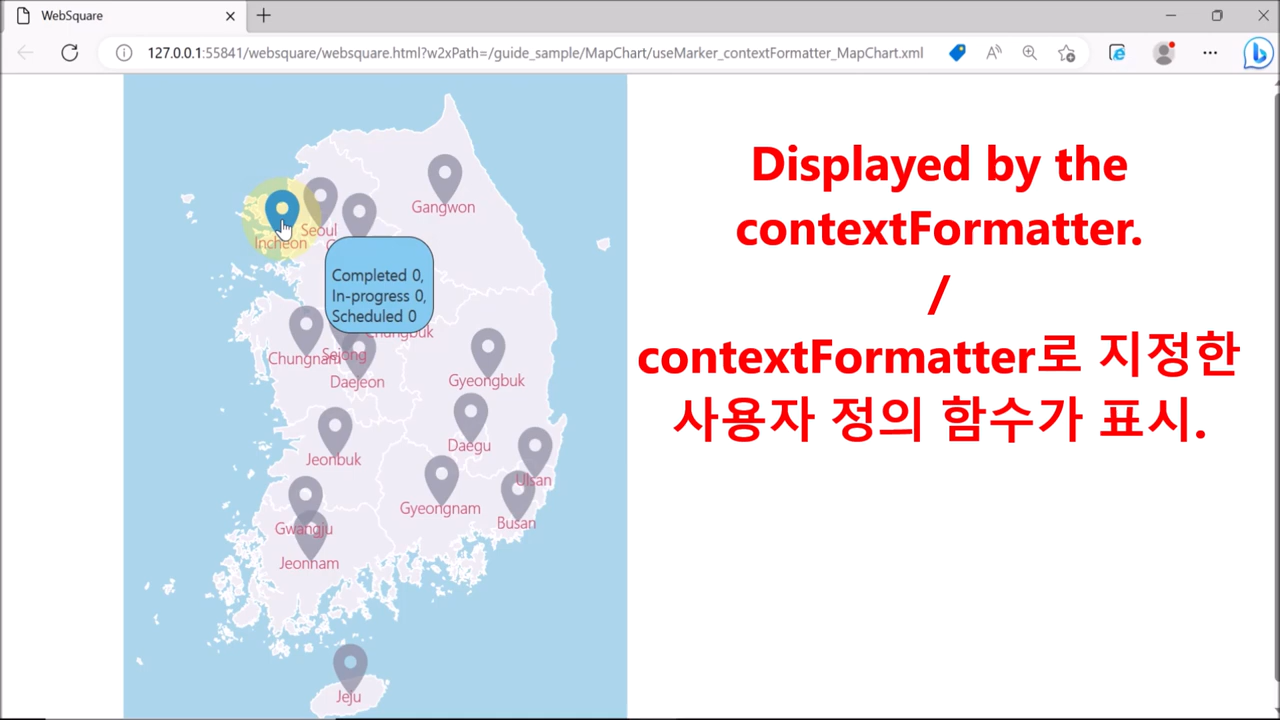 WebSquare
127.0.0.1:55841/websquare/websquare.html?w2xPath=/guide_sample/MapChart/useMarker_contextFormatter_MapChart.xml
Displayed by the
contextFormatter.
/
contextFormatter로 지정한
사용자 정의 함수가 표시.
Gangwon
Seoul
Incheon
Completed 0,
In-progress 0,
Scheduled 0
Chungbuk
Chungnam
Sejong
Daejeon
Gyeongbuk
Daegu
Jeonbuk
Ulsan
Gyeongnam
Busan
Gwangju
Jeonnam
Jeju